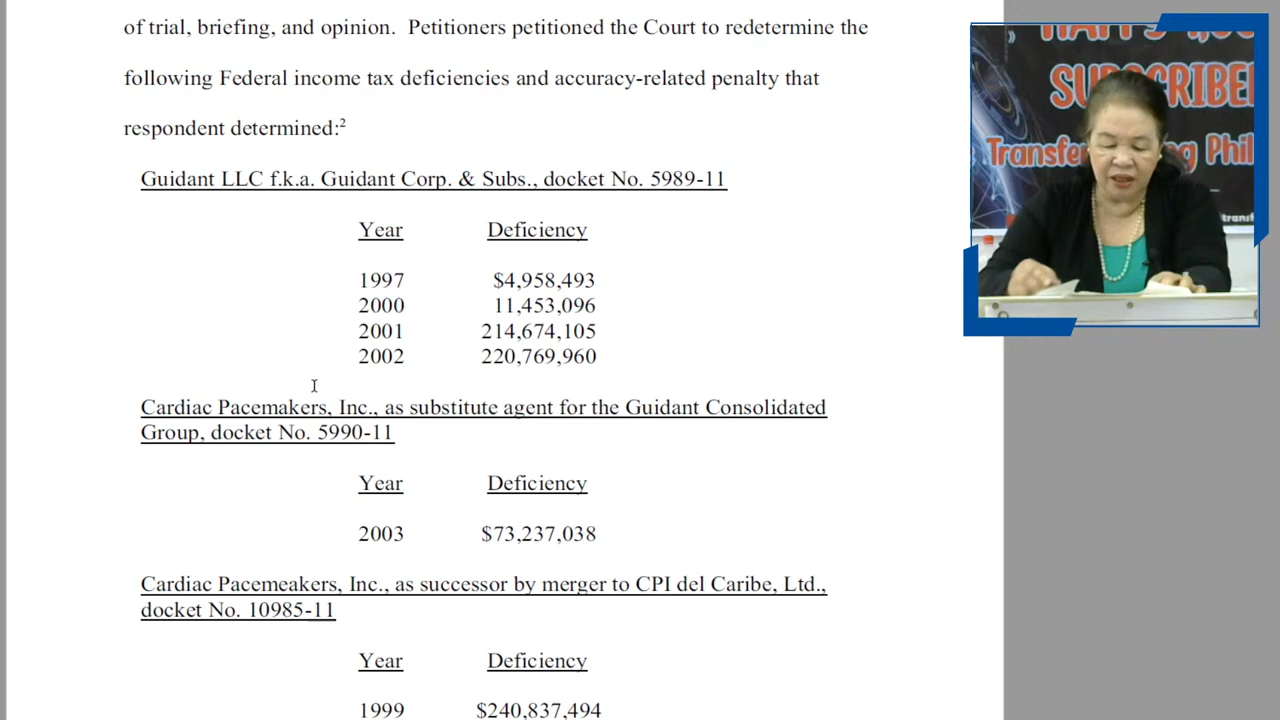 of trial, briefing, and opinion. Petitioners petitioned the Court to redetermine the
following Federal income tax deficiencies and accuracy-related penalty that
respondent determined:2
Guidant LLC f.k.a. Guidant Corp. & Subs., docket No. 5989-11
Year Deficiency
1997 $4,958,493
2000 11,453,096
2001 214,674,105
2002 220,769,960
Cardiac Pacemakers, Inc., as substitute agent for the Guidant Consolidated
Group, docket No. 5990-11
Year Deficiency
2003 $73,237,038
Cardiac Pacemeakers, Inc., as successor by merger to CPI del Caribe, Ltd.,
docket No. 10985-11
Year Deficiency
1999 $240,837,494